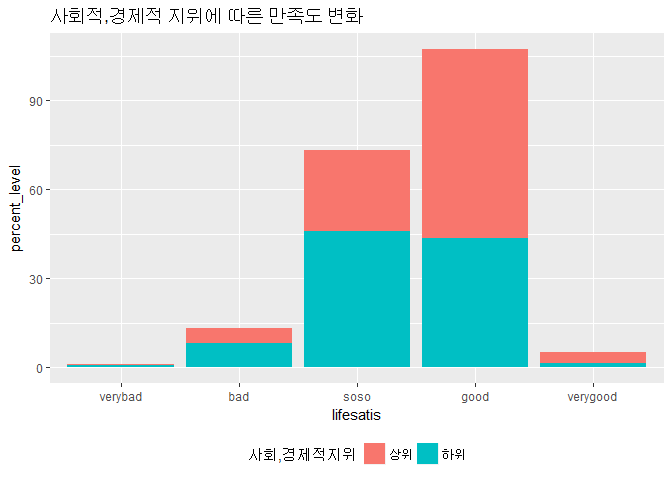 사회적,경제적 지위에 따른 만족도 변화
percent_level
90
60
30
0
verybad bad soso good verygood
lifesatis
사회,경제적지위 상위 하위